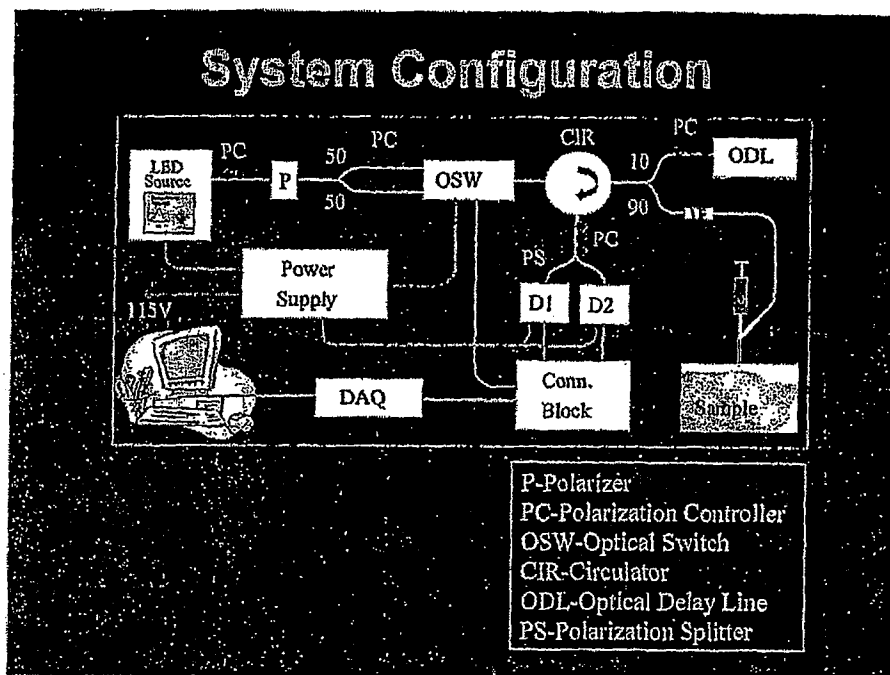 System Configuration
PC
PC
CIR
PC
LED
Source
P
50
50
OSW
10
90
ODL
Power
Supply
PS
PC
115V
D1
D2
DAQ
Conn.
Block
Sample
P-Polarizer
PC-Polarization Controller
OSW-Optical Switch
CIR-Circulator
ODL-Optical Delay Line
PS-Polarization Splitter